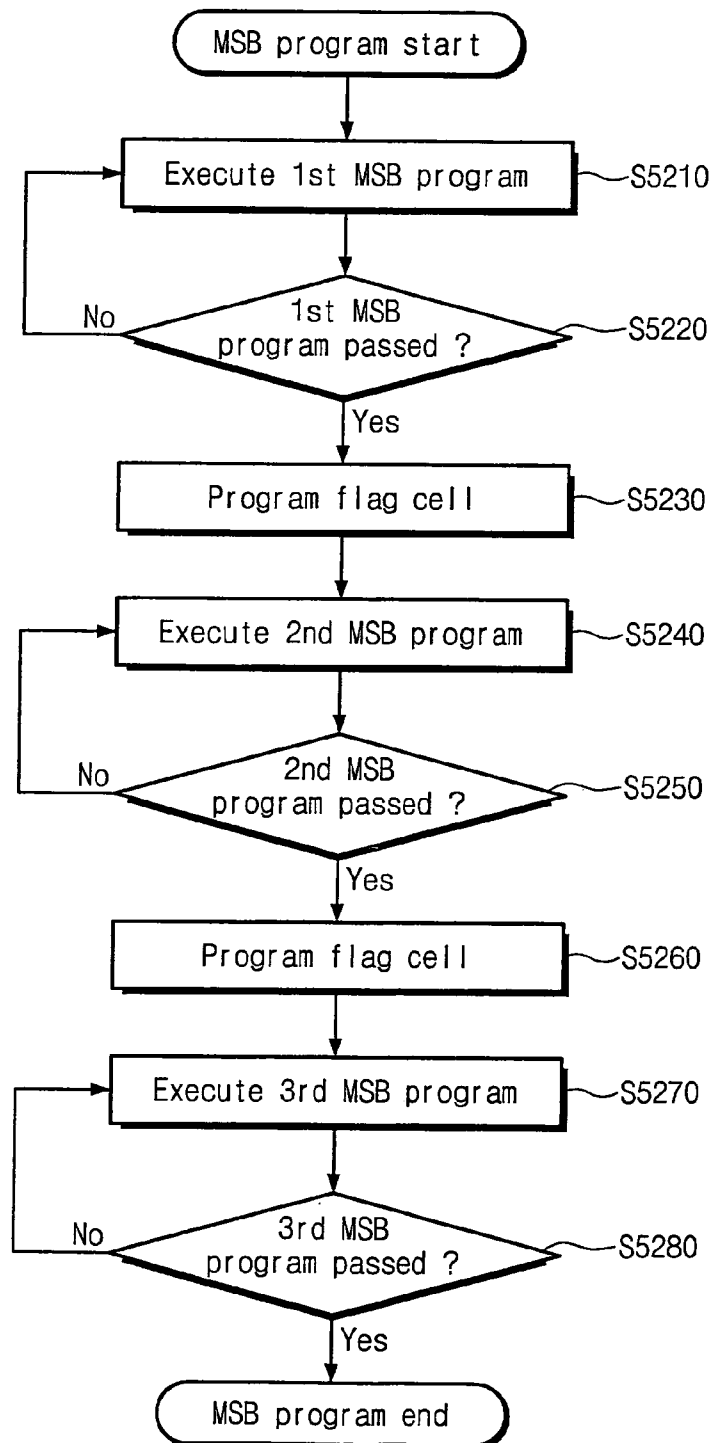 MSB program start
Execute 1st MSB program
S5210
1st MSB
program passed ?
S5220
No
Yes
Program flag cell
S5230
Execute 2nd MSB program
S5240
2nd MSB
program passed ?
S5250
No
Yes
Program flag cell
S5260
Execute 3rd MSB program
S5270
3rd MSB
program passed ?
S5280
No
Yes
MSB program end